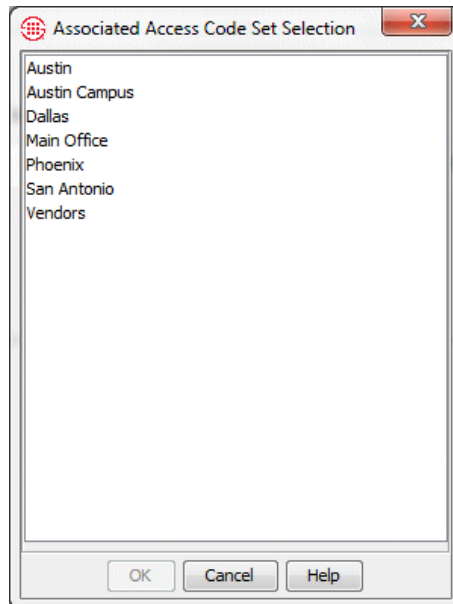 Associated Access Code Set Selection
Austin
Austin Campus
Dallas
Main Office
Phoenix
San Antonio
Vendors
OK Cancel Help